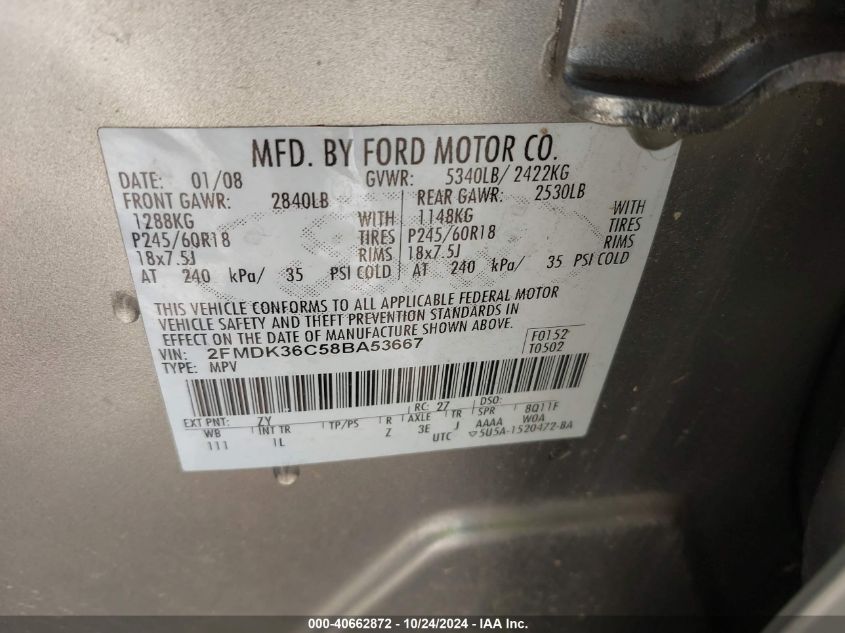 MFD. BY FORD MOTOR CO.
DATE: 01/08 GVWR: 5340LB/ 2422KG
FRONT GAWR: 2840LB REAR GAWR: 2530LB
1288KG WITH 1148KG WITH
P245/60R18 TIRES P245/60R18 TIRES
18x7.5J RIMS 18x7.5J RIMS
AT 240 kPa/ 35 PSI COLD AT 240 kPa/ 35 PSI COLD
THIS VEHICLE CONFORMS TO ALL APPLICABLE FEDERAL MOTOR
VEHICLE SAFETY AND THEFT PREVENTION STANDARDS IN
EFFECT ON THE DATE OF MANUFACTURE SHOWN ABOVE.
VIN: 2FMDK36C58BA53667 F0152
TYPE: MPV T0502
EXT PNT: ZY RC: 27 DSO: 8Q11F
WB INT TR TP/PS R AXLE TR SPR W0A
111 IL Z 3E J AAAA
UTC ▽5U5A-1520472-BA
000-40662872 - 10/24/2024 - IAA Inc.